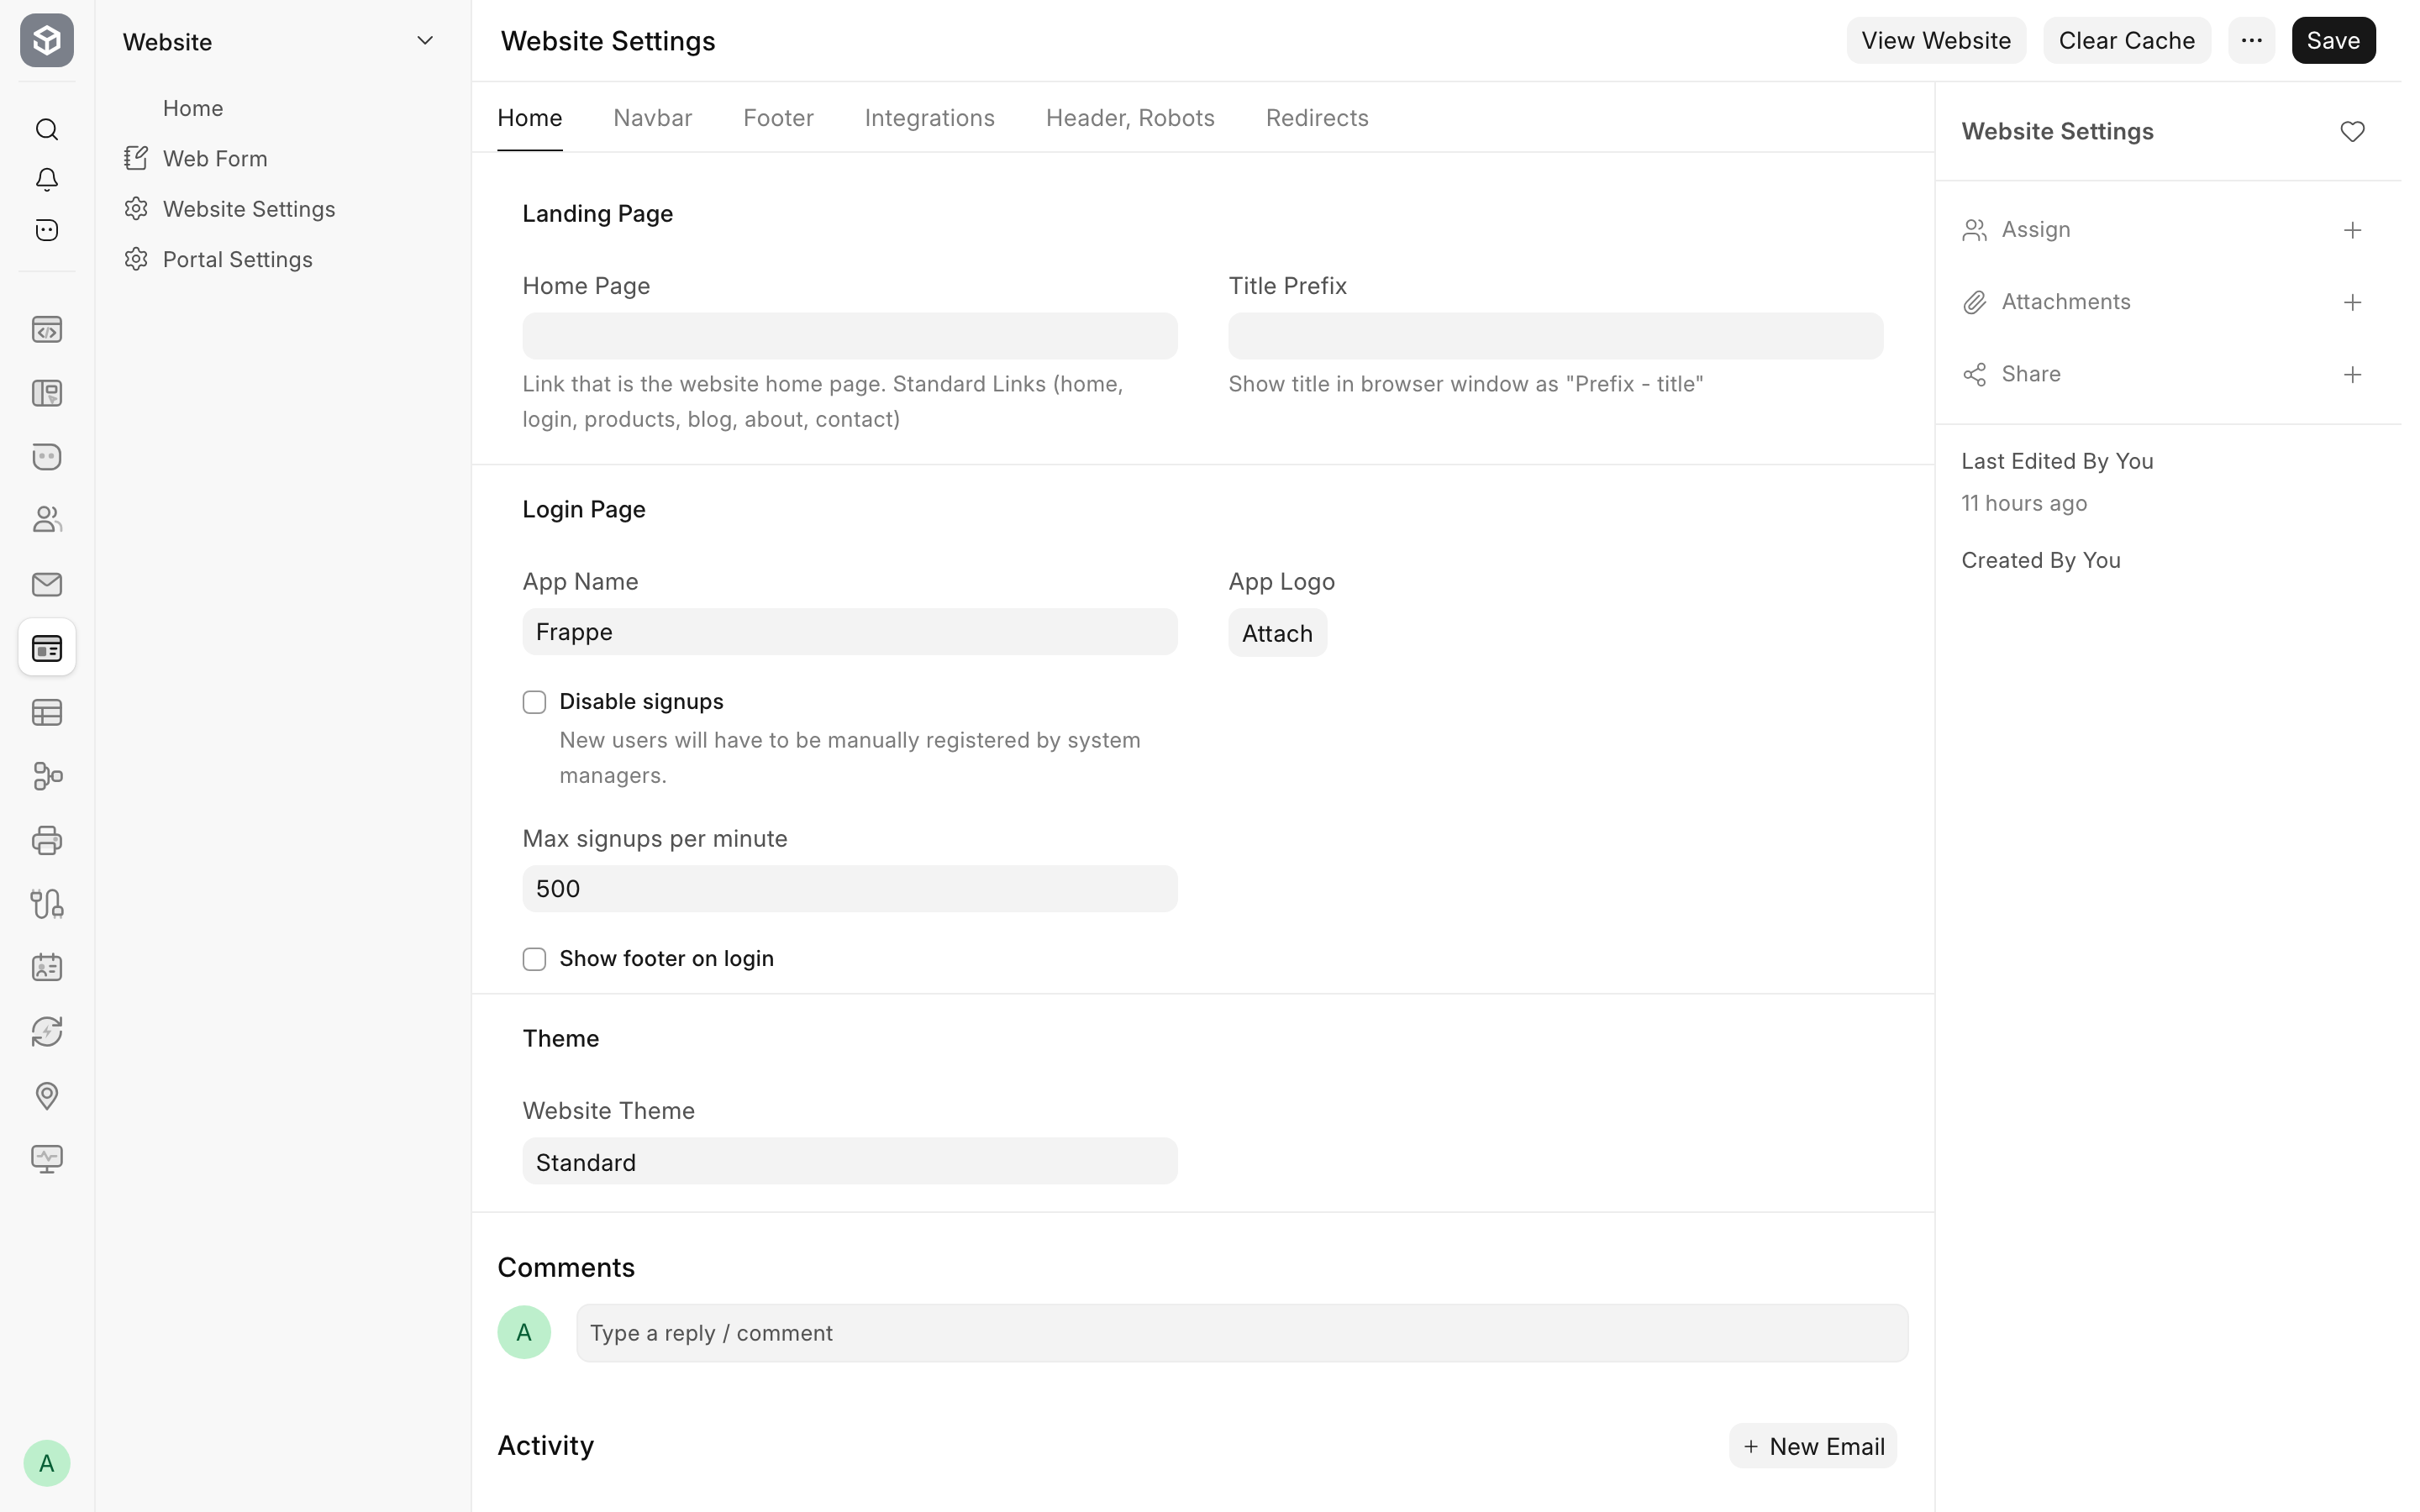 Website
Home
Web Form
Website Settings
Portal Settings
A
Website Settings
View Website
Clear Cache
Save
Home
Navbar
Footer
Integrations
Header, Robots
Redirects
Landing Page
Home Page
Link that is the website home page. Standard Links (home,
login, products, blog, about, contact)
Title Prefix
Show title in browser window as "Prefix - title"
Login Page
App Name
Frappe
App Logo
Attach
Disable signups
New users will have to be manually registered by system
managers.
Max signups per minute
500
Show footer on login
Theme
Website Theme
Standard
Comments
A
Type a reply / comment
Activity
New Email
Website Settings
Assign
Attachments
Share
Last Edited By You
11 hours ago
Created By You